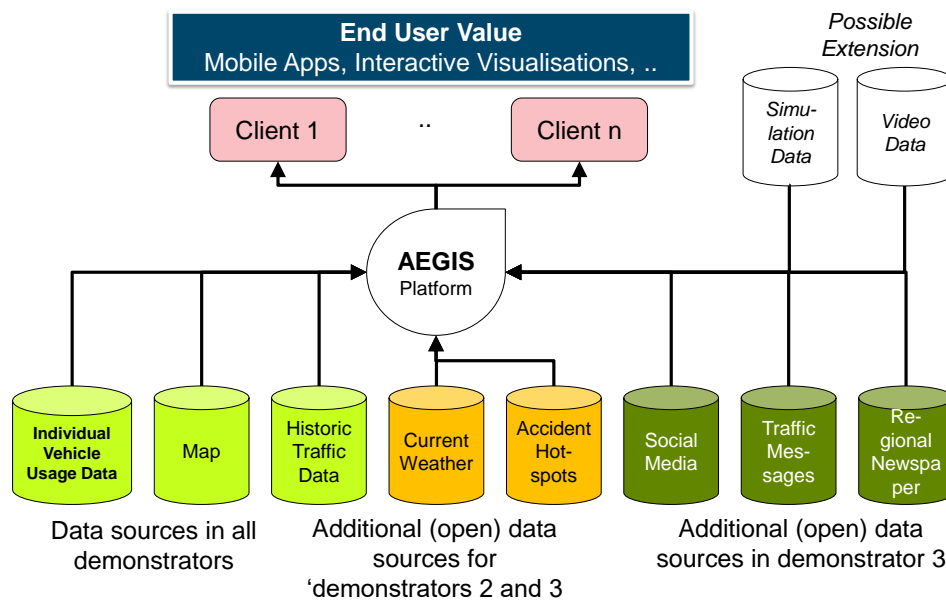 End User Value
Mobile Apps, Interactive Visualisations, ..
Possible
Extension
Client 1
..
Client n
Simu-
lation
Data
Video
Data
AEGIS
Platform
Individual
Vehicle
Usage Data
Map
Historic
Traffic
Data
Current
Weather
Accident
Hot-
spots
Social
Media
Traffic
Mes-
sages
Re-
gional
Newspa
per
Data sources in all
demonstrators
Additional (open) data
sources for
‘demonstrators 2 and 3
Additional (open) data
sources in demonstrator 3